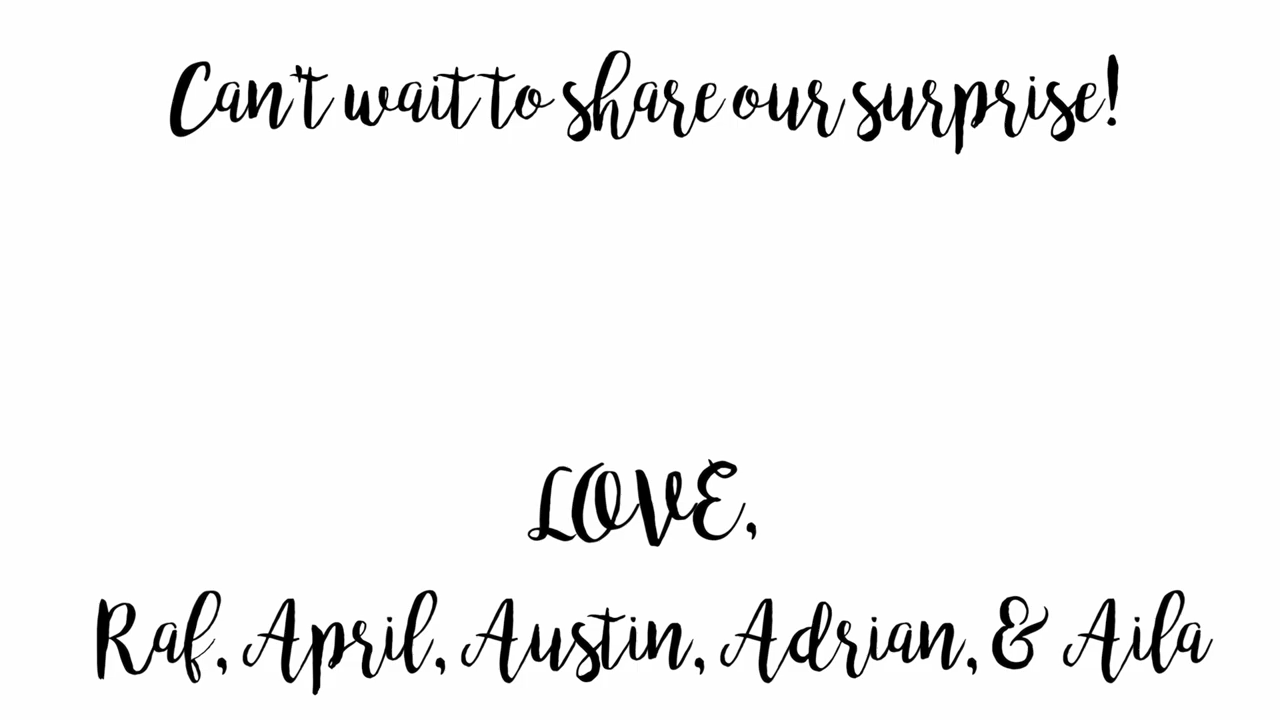 Can't wait to share our surprise!
LOVE,
Raf, April, Austin, Adrian, & Aila